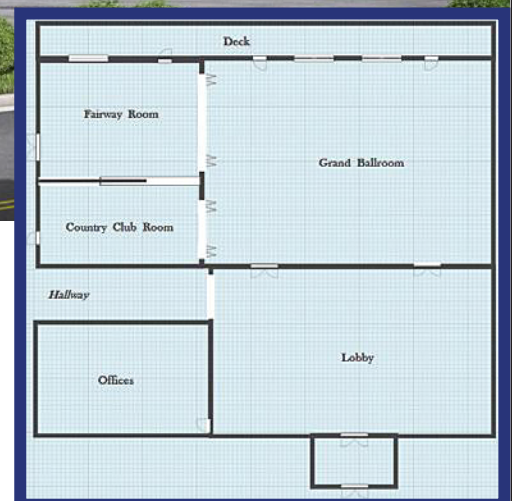 Deck
Fairway Room
Grand Ballroom
Country Club Room
Hallway
Lobby
Offices